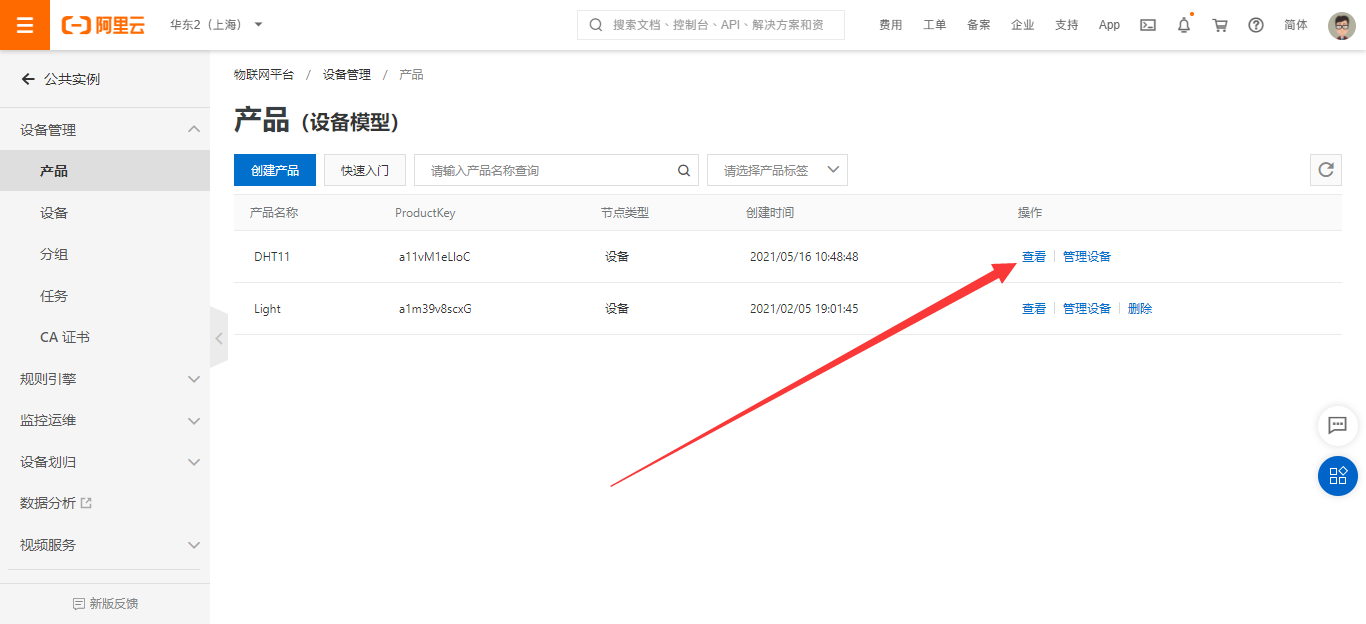 阿里云 华东2（上海） 搜索文档、控制台、API、解决方案和资 费用 工单 备案 企业 支持 App 简体
公共实例
设备管理
产品
设备
分组
任务
CA 证书
规则引擎
监控运维
设备划归
数据分析
视频服务
新版反馈
物联网平台 / 设备管理 / 产品
产品（设备模型）
创建产品 快速入门 请输入产品名称查询 请选择产品标签
产品名称 ProductKey 节点类型 创建时间 操作
DHT11 a11vM1eLIoC 设备 2021/05/16 10:48:48 查看 管理设备
Light a1m39v8scxG 设备 2021/02/05 19:01:45 查看 管理设备 删除